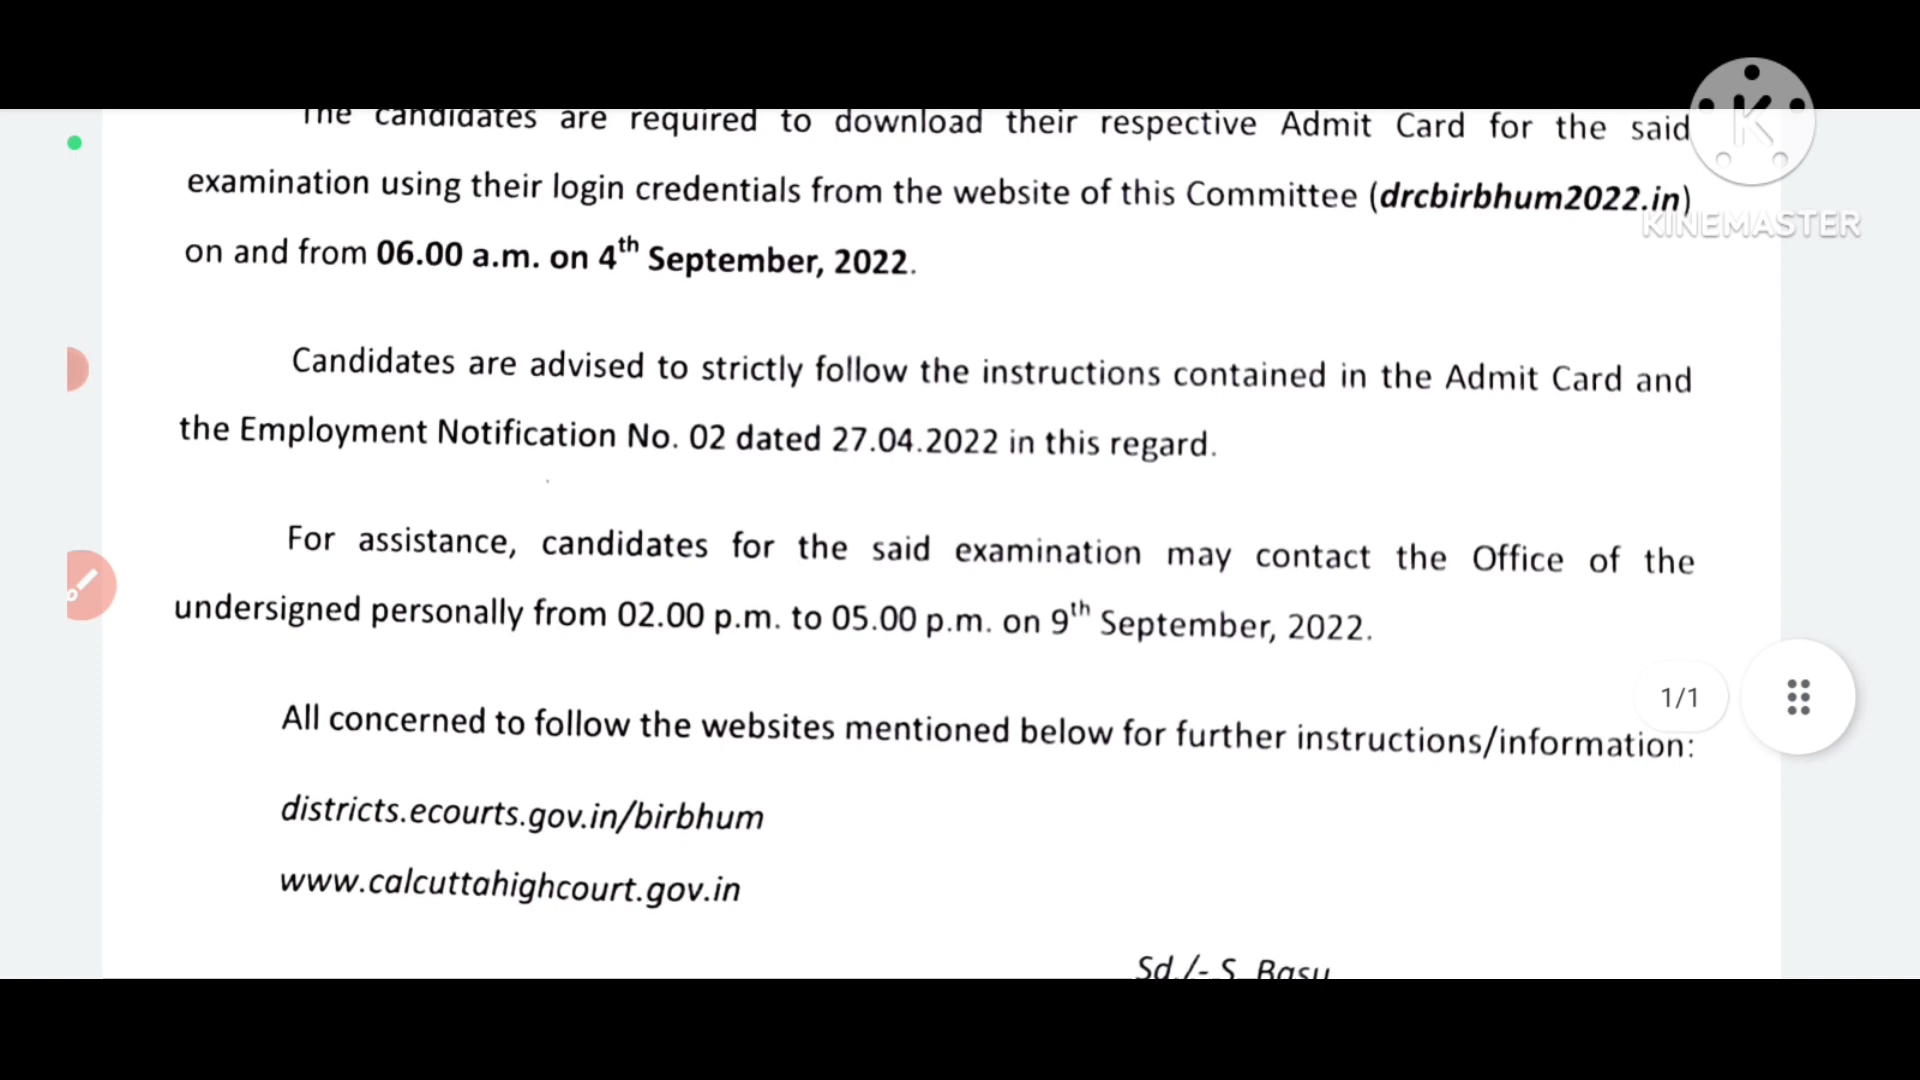 The candidates are required to download their respective Admit Card for the said
examination using their login credentials from the website of this Committee (drcbirbhum2022.in)
on and from 06.00 a.m. on 4th September, 2022.
Candidates are advised to strictly follow the instructions contained in the Admit Card and
the Employment Notification No. 02 dated 27.04.2022 in this regard.
For assistance, candidates for the said examination may contact the Office of the
undersigned personally from 02.00 p.m. to 05.00 p.m. on 9th September, 2022.
All concerned to follow the websites mentioned below for further instructions/information:
districts.ecourts.gov.in/birbhum
www.calcuttahighcourt.gov.in
Sd./- S. Basu
1/1
K
KINEMASTER